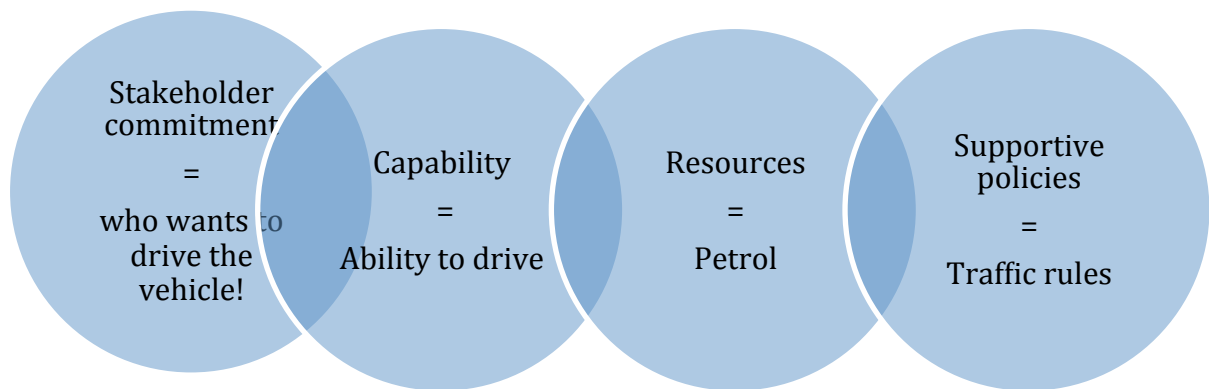 Stakeholder
commitment
=
who wants to
drive the
vehicle!
Capability
=
Ability to drive
Resources
=
Petrol
Supportive
policies
=
Traffic rules